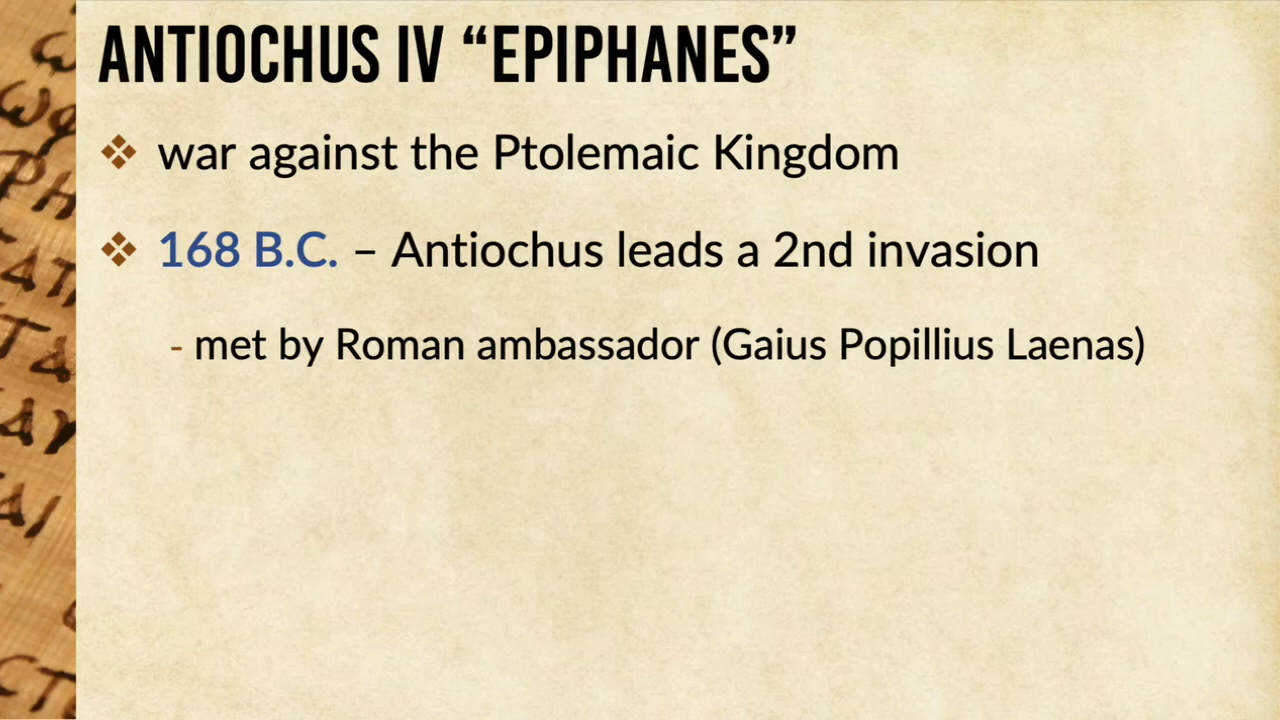 ANTIOCHUS IV “EPIPHANES”
❖ war against the Ptolemaic Kingdom
❖ 168 B.C. – Antiochus leads a 2nd invasion
- met by Roman ambassador (Gaius Popillius Laenas)